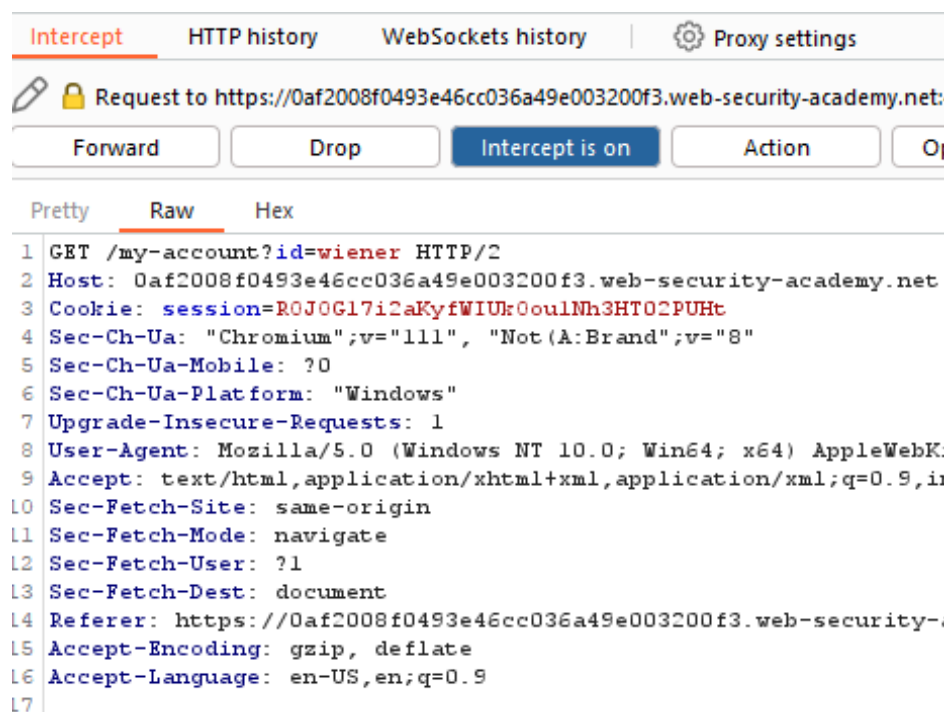 Intercept HTTP history WebSockets history Proxy settings
Request to https://0af2008f0493e46cc036a49e003200f3.web-security-academy.net:
Forward Drop Intercept is on Action Op
Pretty Raw Hex
1 GET /my-account?id=wiener HTTP/2
2 Host: 0af2008f0493e46cc036a49e003200f3.web-security-academy.net
3 Cookie: session=R0J0Gl7i2aKyfWIUk0oulNh3HT02PUHt
4 Sec-Ch-Ua: "Chromium";v="111", "Not(A:Brand";v="8"
5 Sec-Ch-Ua-Mobile: ?0
6 Sec-Ch-Ua-Platform: "Windows"
7 Upgrade-Insecure-Requests: 1
8 User-Agent: Mozilla/5.0 (Windows NT 10.0; Win64; x64) AppleWebKi
9 Accept: text/html,application/xhtml+xml,application/xml;q=0.9,im
10 Sec-Fetch-Site: same-origin
11 Sec-Fetch-Mode: navigate
12 Sec-Fetch-User: ?1
13 Sec-Fetch-Dest: document
14 Referer: https://0af2008f0493e46cc036a49e003200f3.web-security-a
15 Accept-Encoding: gzip, deflate
16 Accept-Language: en-US,en;q=0.9
17